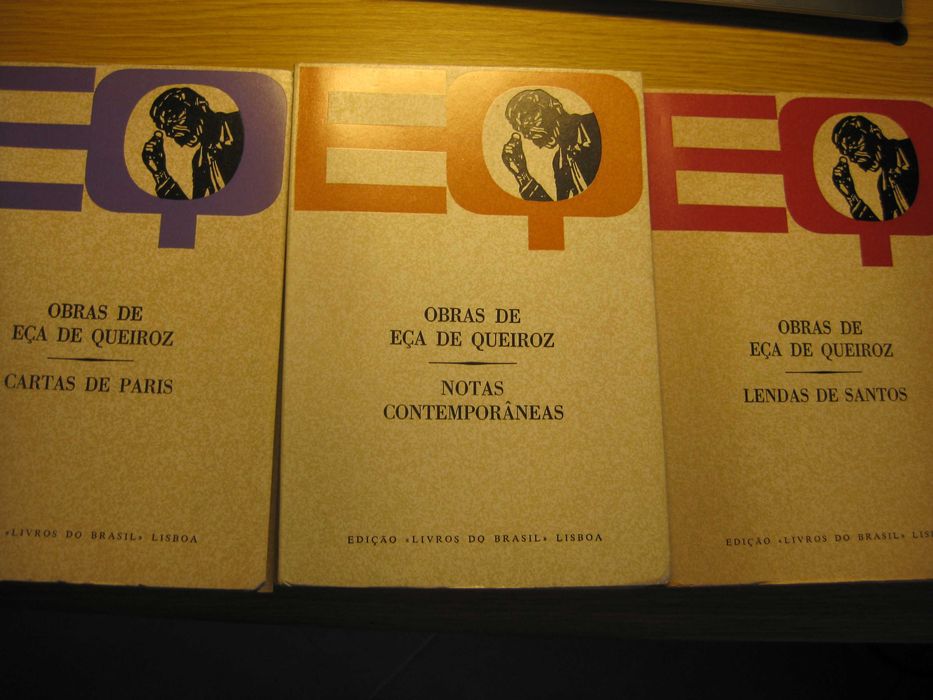 EQ
OBRAS DE
EÇA DE QUEIROZ
CARTAS DE PARIS
«LIVROS DO BRASIL» LISBOA
EQ
OBRAS DE
EÇA DE QUEIROZ
NOTAS
CONTEMPORÂNEAS
EDIÇÃO «LIVROS DO BRASIL» LISBOA
EQ
OBRAS DE
EÇA DE QUEIROZ
LENDAS DE SANTOS
EDIÇÃO «LIVROS DO BRASIL»